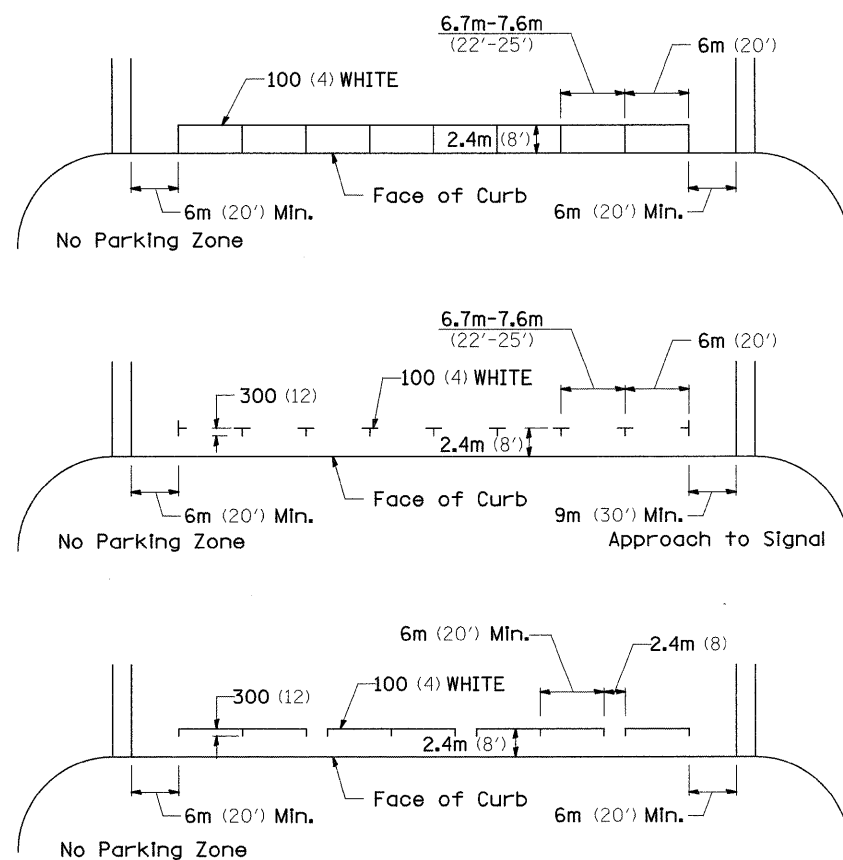 6.7m-7.6m
(22'-25')
6m (20')
100 (4) WHITE
2.4m (8')
Face of Curb
6m (20') Min.
6m (20') Min.
No Parking Zone
6.7m-7.6m
(22'-25')
6m (20')
300 (12)
100 (4) WHITE
2.4m (8')
Face of Curb
6m (20') Min.
9m (30') Min.
No Parking Zone
Approach to Signal
6m (20') Min.
2.4m (8)
300 (12)
100 (4) WHITE
2.4m (8')
Face of Curb
6m (20') Min.
6m (20') Min.
No Parking Zone